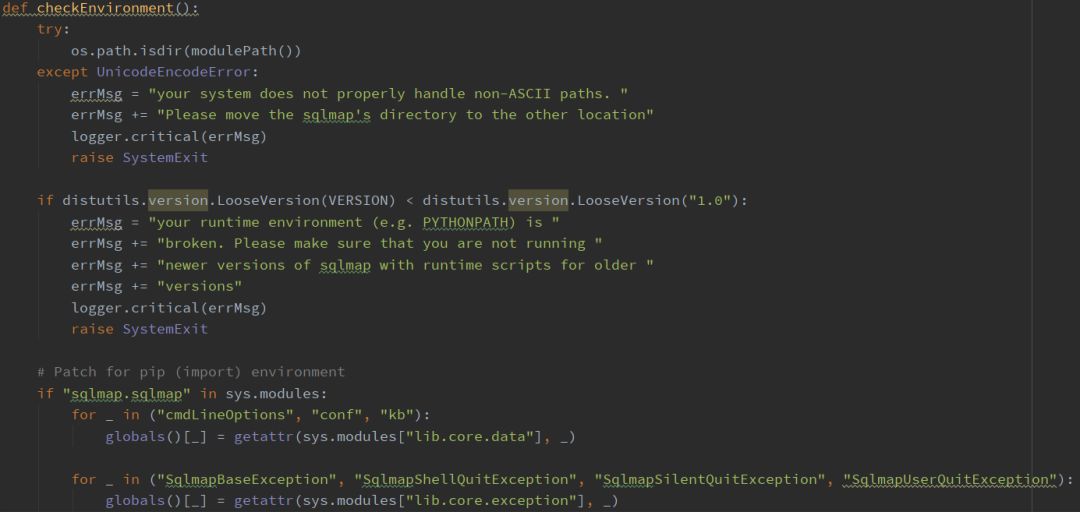 def checkEnvironment():
    try:
        os.path.isdir(modulePath())
    except UnicodeEncodeError:
        errMsg = "your system does not properly handle non-ASCII paths. "
        errMsg += "Please move the sqlmap's directory to the other location"
        logger.critical(errMsg)
        raise SystemExit

    if distutils.version.LooseVersion(VERSION) < distutils.version.LooseVersion("1.0"):
        errMsg = "your runtime environment (e.g. PYTHONPATH) is "
        errMsg += "broken. Please make sure that you are not running "
        errMsg += "newer versions of sqlmap with runtime scripts for older "
        errMsg += "versions"
        logger.critical(errMsg)
        raise SystemExit

    # Patch for pip (import) environment
    if "sqlmap.sqlmap" in sys.modules:
        for _ in ("cmdLineOptions", "conf", "kb"):
            globals()[_] = getattr(sys.modules["lib.core.data"], _)

        for _ in ("SqlmapBaseException", "SqlmapShellQuitException", "SqlmapSilentQuitException", "SqlmapUserQuitException"):
            globals()[_] = getattr(sys.modules["lib.core.exception"], _)